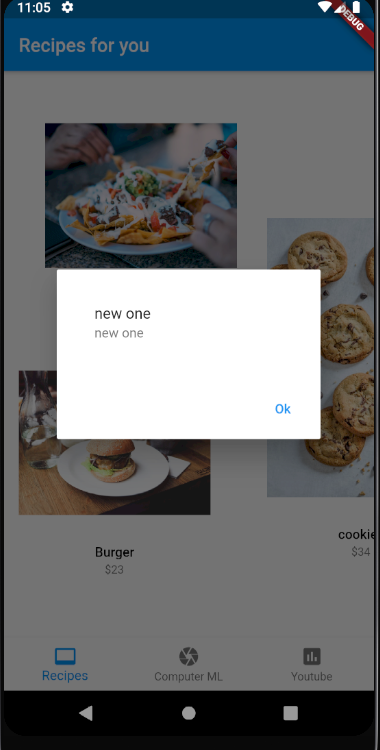 11:05
DEBUG
Recipes for you
new one
new one
Ok
Burger
$23
cookie
$34
Recipes
Computer ML
Youtube